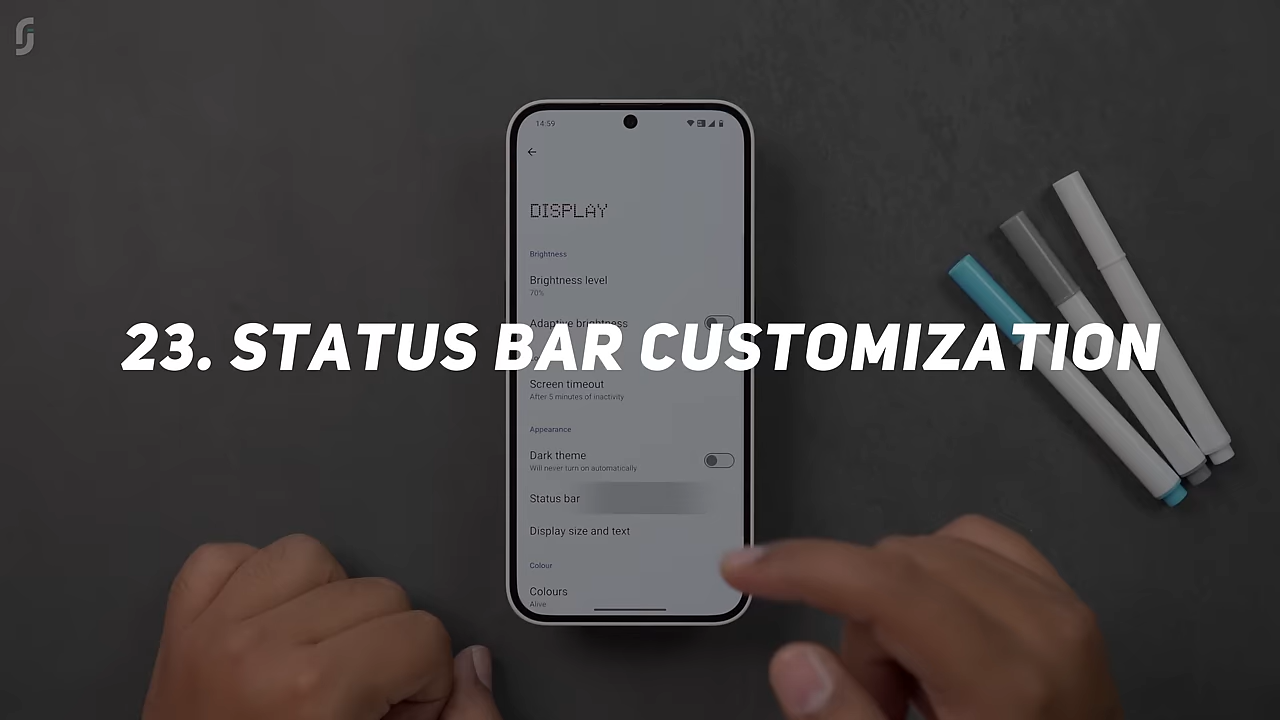 14:59
DISPLAY
Brightness
Brightness level
70%
Adaptive brightness
23. STATUS BAR CUSTOMIZATION
Screen timeout
After 5 minutes of inactivity
Appearance
Dark theme
Will never turn on automatically
Status bar
Display size and text
Colour
Colours
Alive